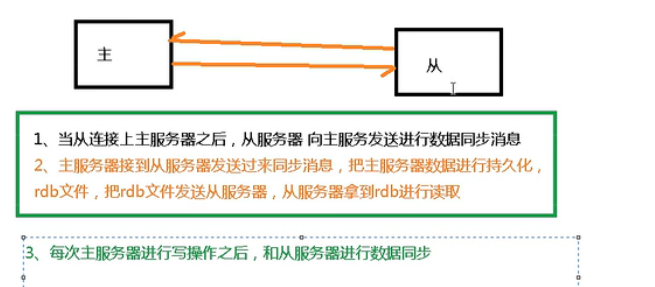 主
从
1、当从连接上主服务器之后，从服务器 向主服务发送进行数据同步消息
2、主服务器接到从服务器发送过来同步消息，把主服务器数据进行持久化，
rdb文件，把rdb文件发送从服务器，从服务器拿到rdb进行读取
3、每次主服务器进行写操作之后，和从服务器进行数据同步